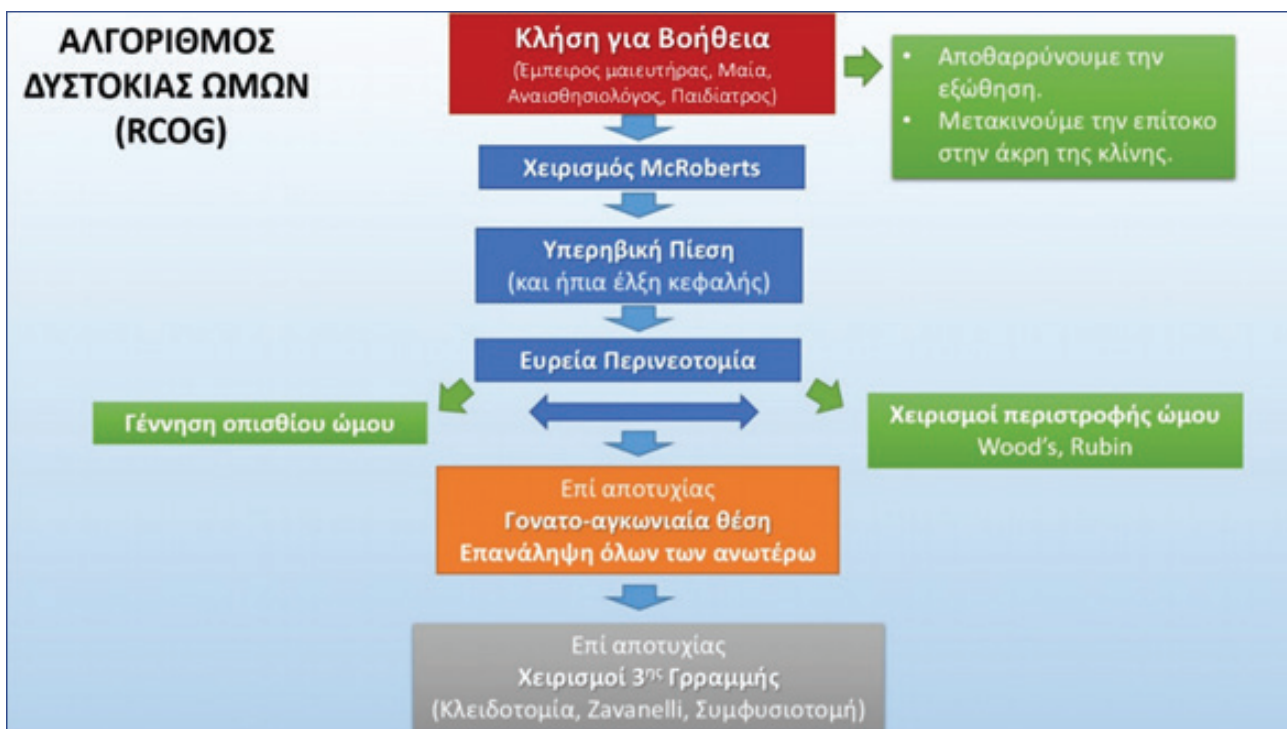 ΑΛΓΟΡΙΘΜΟΣ
ΔΥΣΤΟΚΙΑΣ ΩΜΩΝ
(RCOG)
Κλήση για Βοήθεια
(Έμπειρος μαιευτήρας, Μαία,
Αναισθησιολόγος, Παιδίατρος)
• Αποθαρρύνουμε την
εξώθηση.
• Μετακινούμε την επίτοκο
στην άκρη της κλίνης.
Χειρισμός McRoberts
Υπερηβική Πίεση
(και ήπια έλξη κεφαλής)
Ευρεία Περινεοτομία
Γέννηση οπισθίου ώμου
Χειρισμοί περιστροφής ώμου
Wood's, Rubin
Επί αποτυχίας
Γονατο-αγκωνιαία θέση
Επανάληψη όλων των ανωτέρω
Επί αποτυχίας
Χειρισμοί 3ης Γρραμμής
(Κλειδοτομία, Zavanelli, Συμφυσιοτομή)